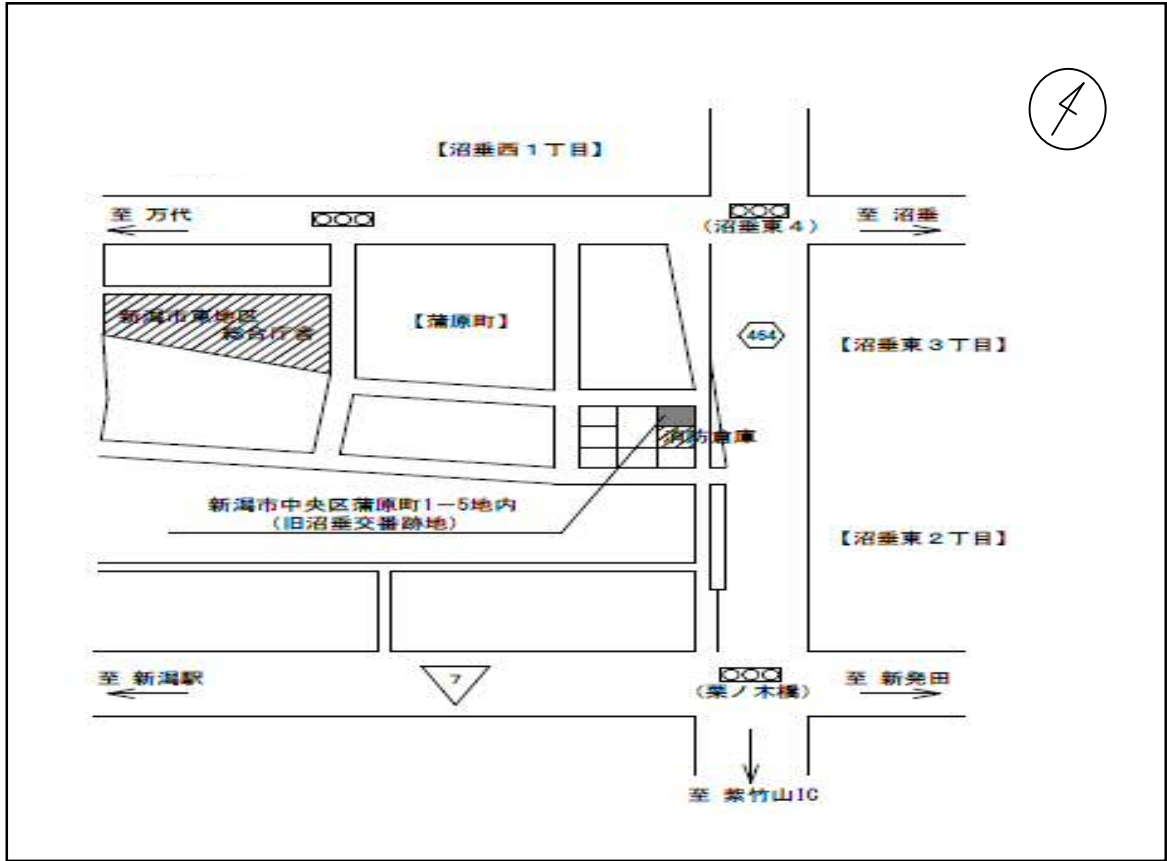 【沼垂西1丁目】
至 万代
(沼垂東4)
至 沼垂
新潟市東地区
総合庁舎
【蒲原町】
464
【沼垂東3丁目】
消防倉庫
新潟市中央区蒲原町1-5地内
(旧沼垂交番跡地)
【沼垂東2丁目】
至 新潟駅
7
(栗ノ木橋)
至 新発田
至 紫竹山IC